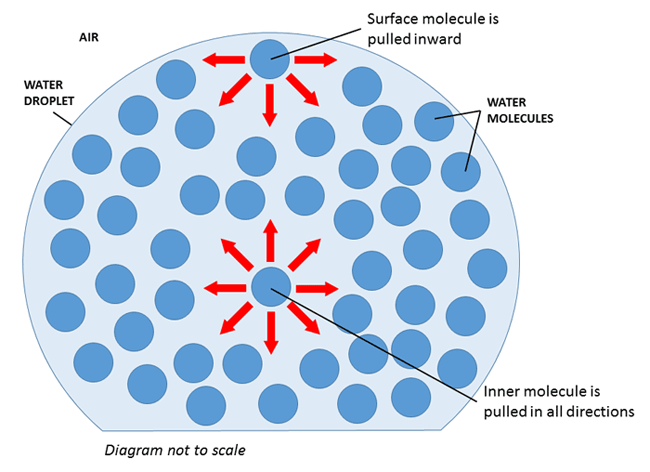 Surface molecule is
pulled inward
AIR
WATER
DROPLET
WATER
MOLECULES
Inner molecule is
pulled in all directions
Diagram not to scale